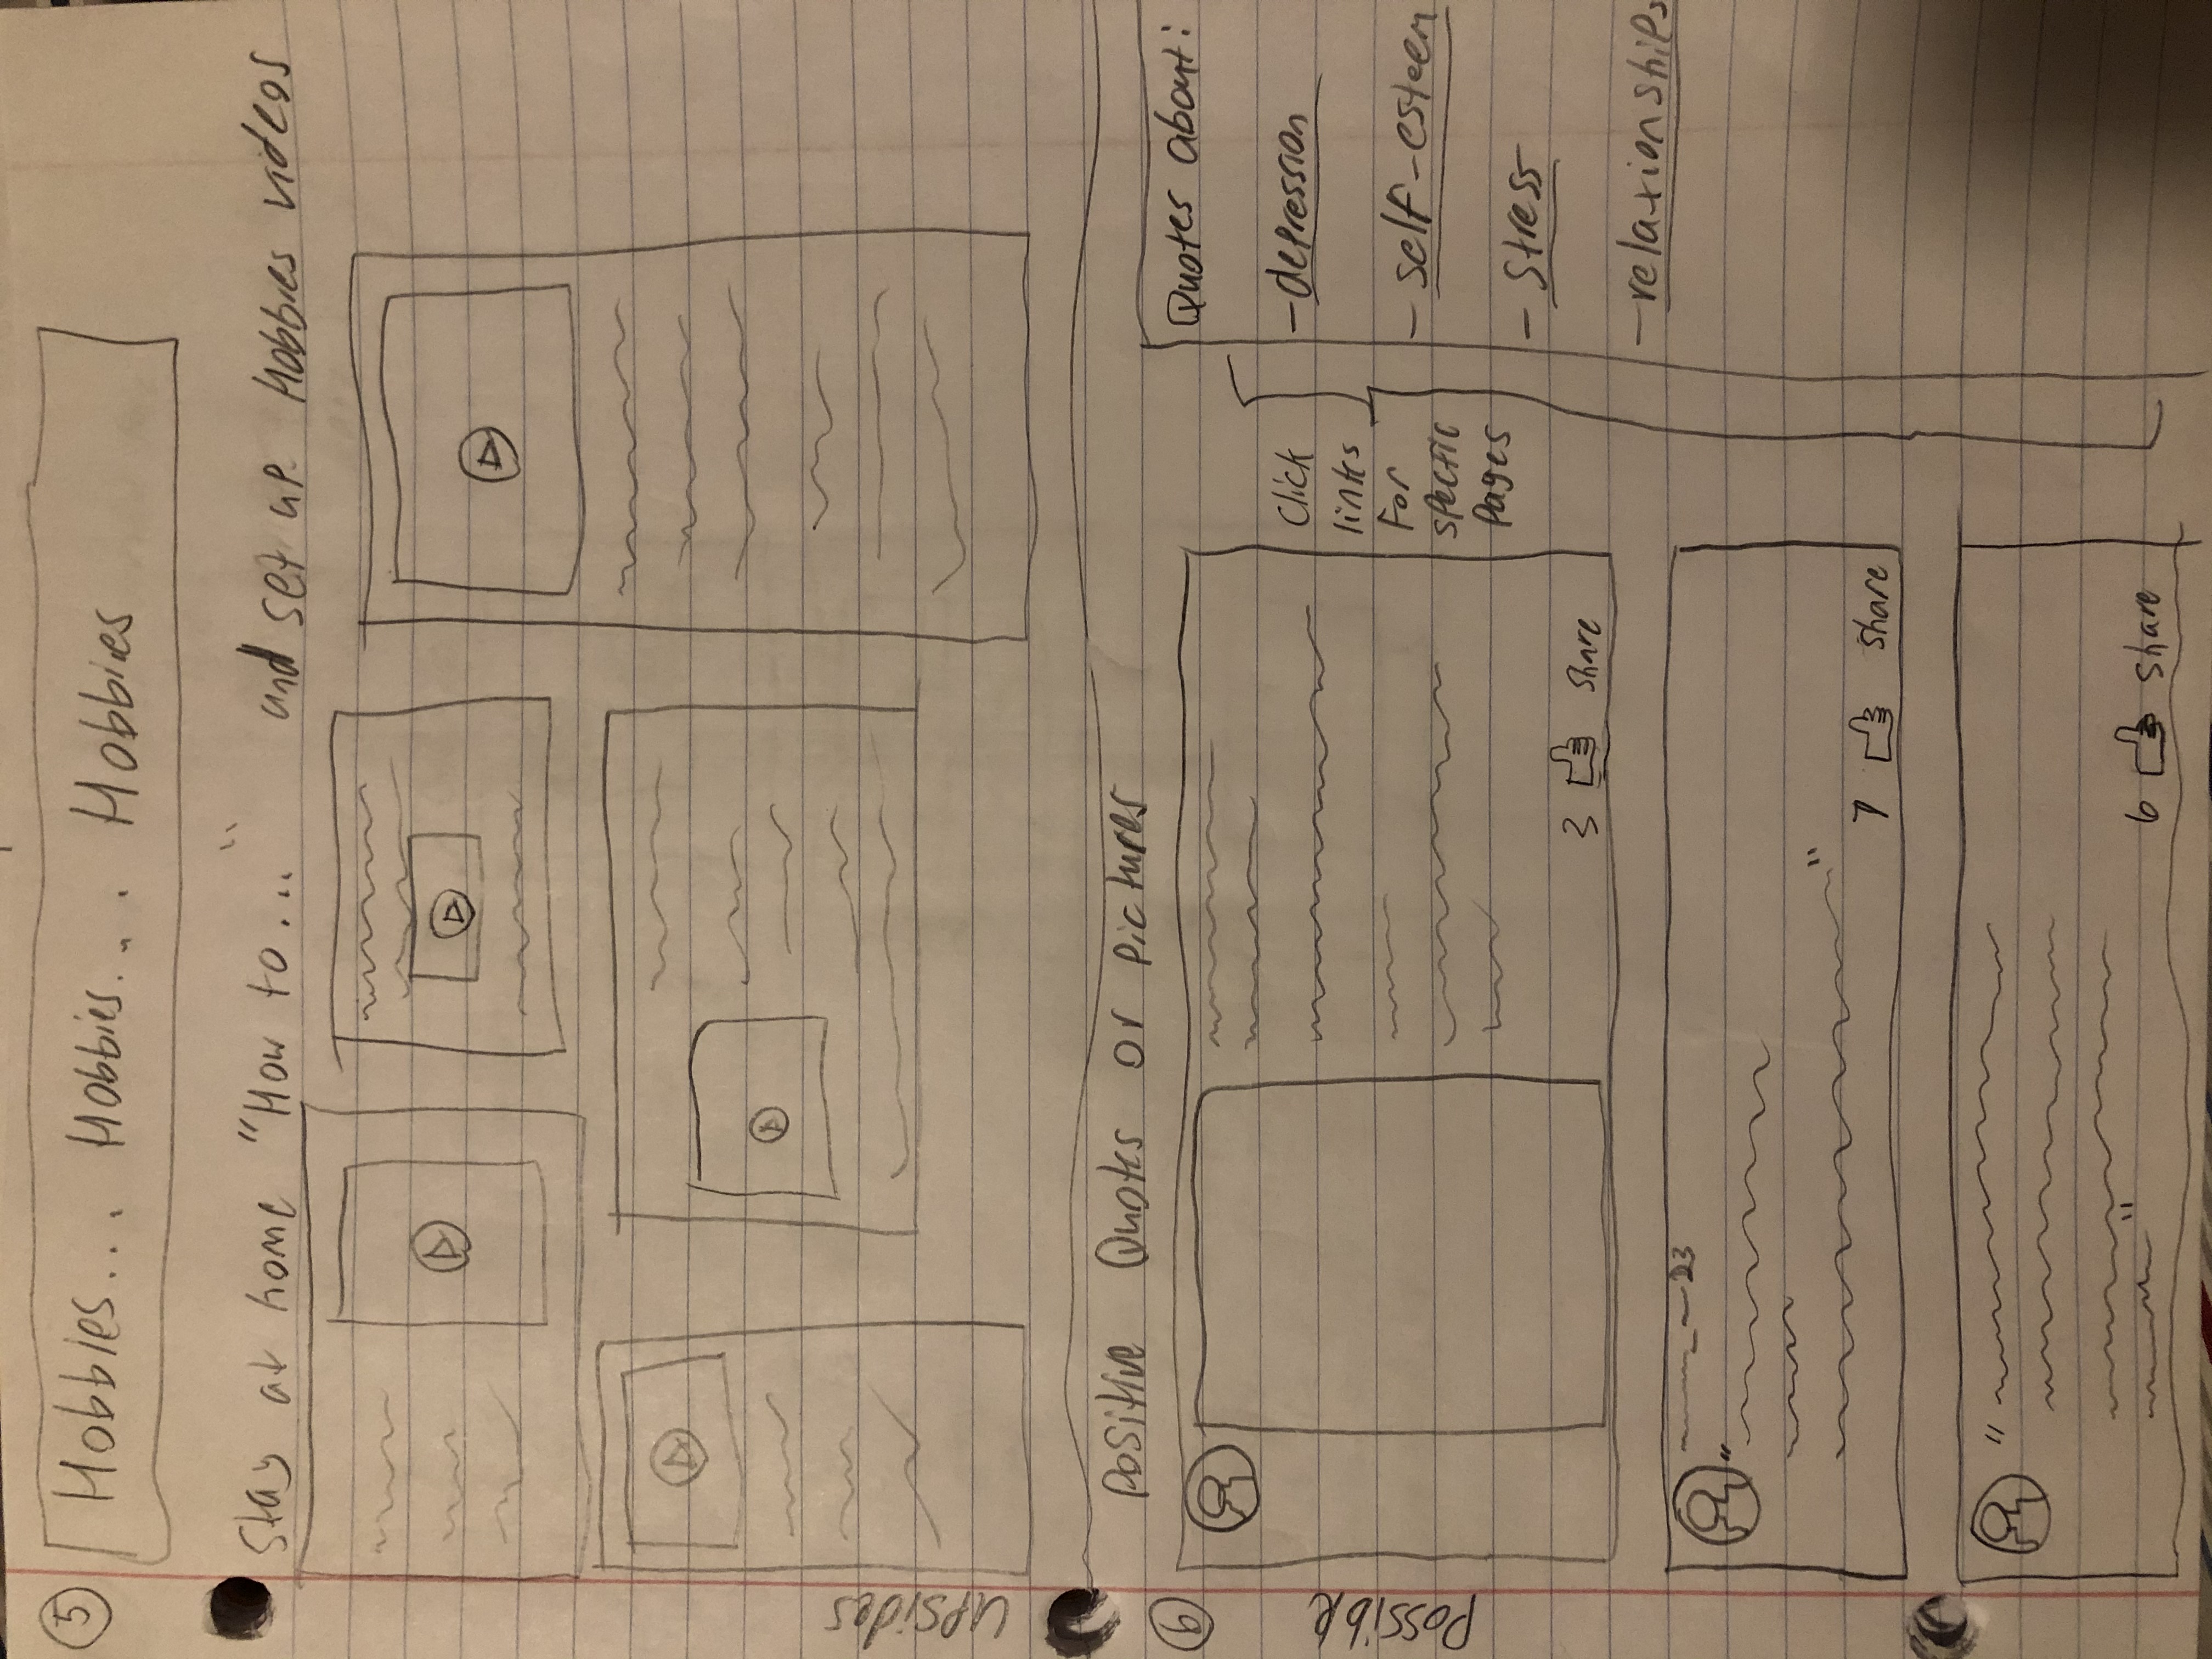 5
Hobbies... Hobbies... Hobbies
Stay at home "How to..." and set up Hobbies videos
Possible upsides
6
Positive Quotes or pictures
3 share
23
"
"
7 share
"
"
6 share
Click
links
For
specfic
Pages
Quotes about:
- depression
- self-esteem
- stress
- relaxionships